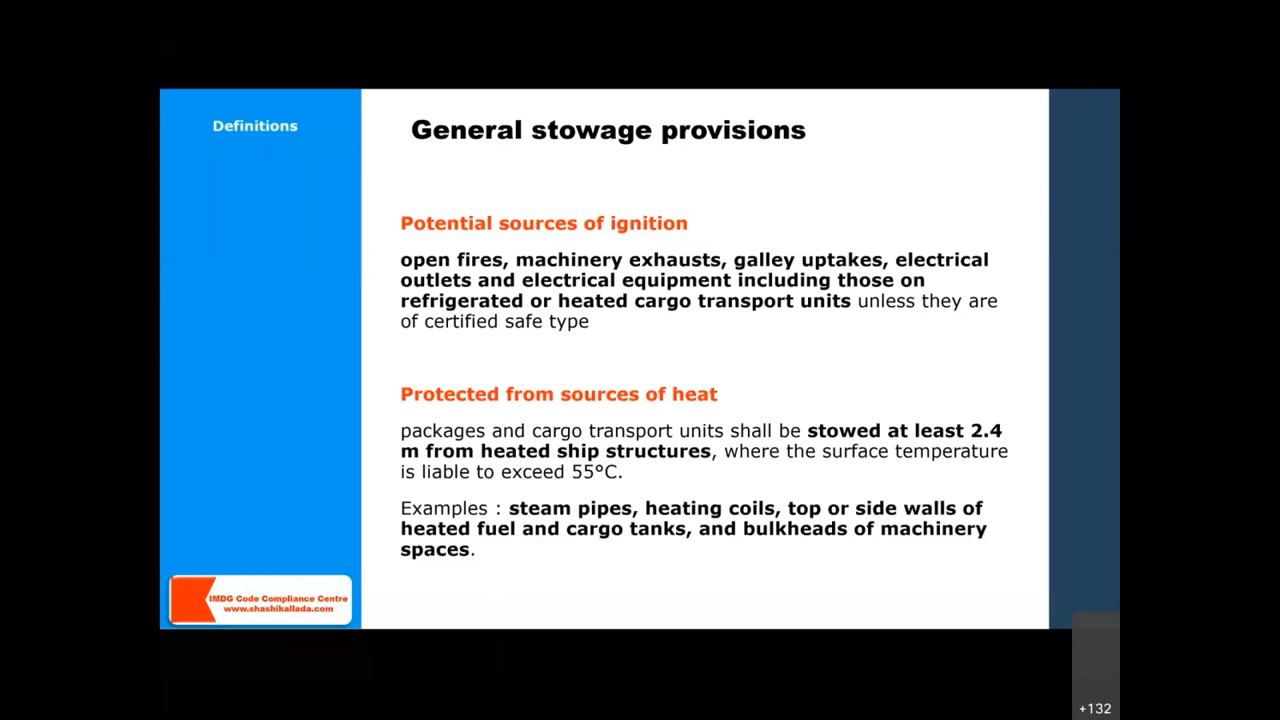 Definitions
General stowage provisions
Potential sources of ignition
open fires, machinery exhausts, galley uptakes, electrical
outlets and electrical equipment including those on
refrigerated or heated cargo transport units unless they are
of certified safe type
Protected from sources of heat
packages and cargo transport units shall be stowed at least 2.4
m from heated ship structures, where the surface temperature
is liable to exceed 55°C.
Examples : steam pipes, heating coils, top or side walls of
heated fuel and cargo tanks, and bulkheads of machinery
spaces.
IMDG Code Compliance Centre
www.shashikallada.com
+132